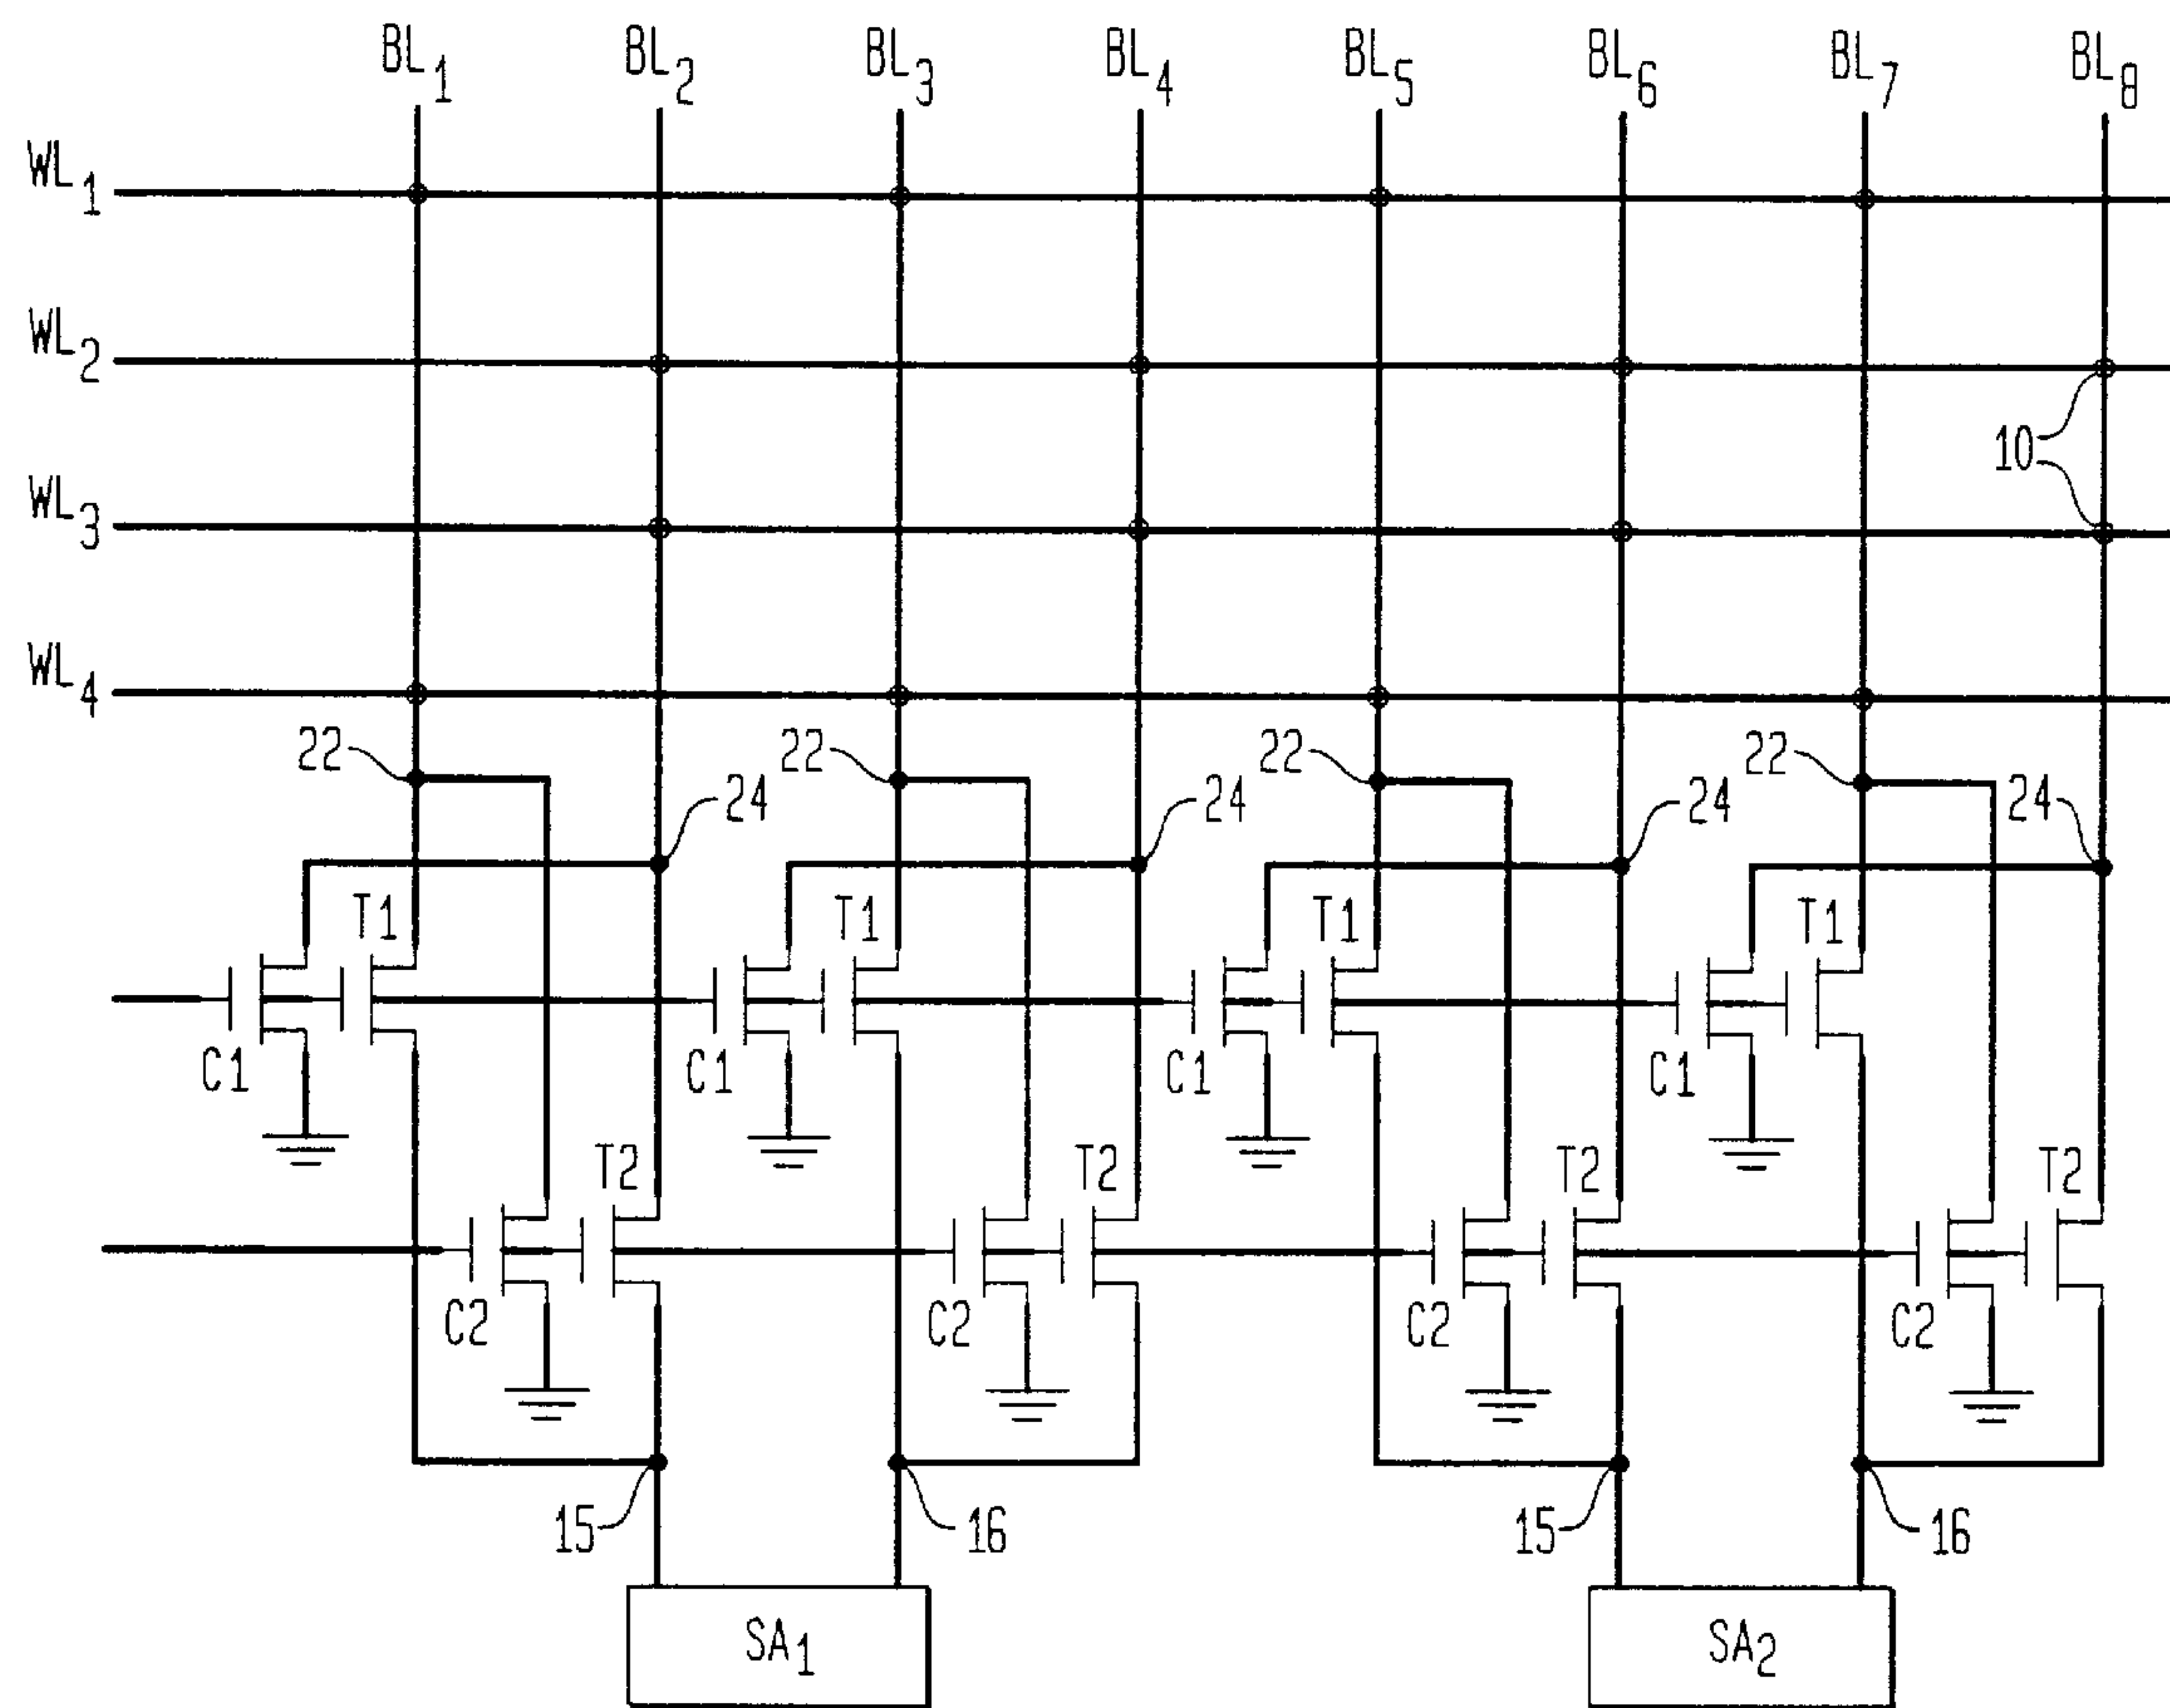 BL1 BL2 BL3 BL4 BL5 BL6 BL7 BL8
WL1
WL2
10
WL3
WL4
22 22 22 22
24 24 24 24
T1 T1 T1 T1
C1 C1 C1 C1
T2 T2 T2 T2
C2 C2 C2 C2
15 16 15 16
SA1 SA2